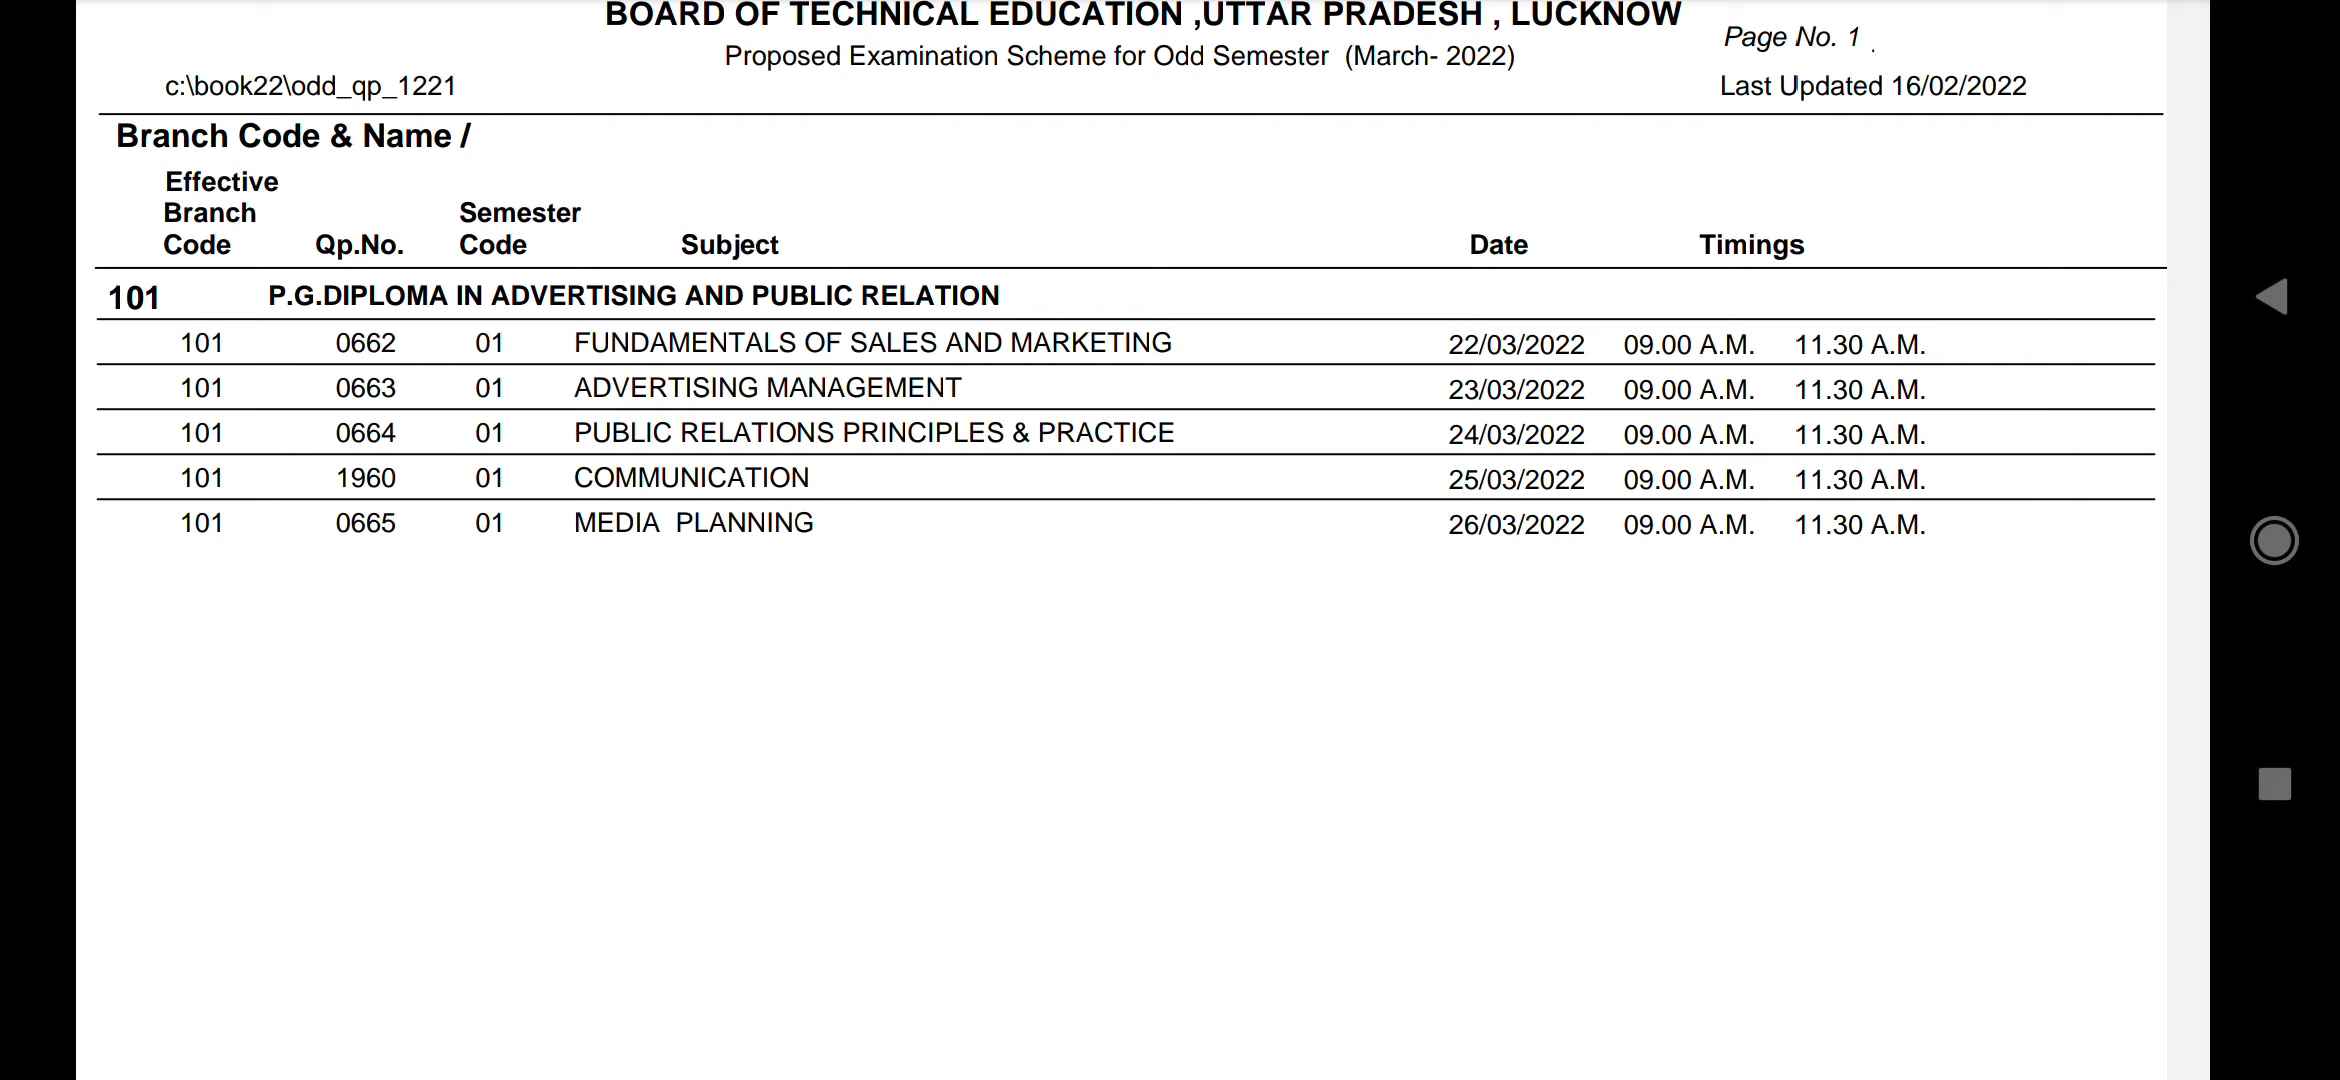 BOARD OF TECHNICAL EDUCATION ,UTTAR PRADESH , LUCKNOW
Page No. 1 .
Proposed Examination Scheme for Odd Semester (March- 2022)
c:\book22\odd_qp_1221
Last Updated 16/02/2022
Branch Code & Name /
Effective
Branch Semester
Code Qp.No. Code Subject Date Timings
101 P.G.DIPLOMA IN ADVERTISING AND PUBLIC RELATION
101 0662 01 FUNDAMENTALS OF SALES AND MARKETING 22/03/2022 09.00 A.M. 11.30 A.M.
101 0663 01 ADVERTISING MANAGEMENT 23/03/2022 09.00 A.M. 11.30 A.M.
101 0664 01 PUBLIC RELATIONS PRINCIPLES & PRACTICE 24/03/2022 09.00 A.M. 11.30 A.M.
101 1960 01 COMMUNICATION 25/03/2022 09.00 A.M. 11.30 A.M.
101 0665 01 MEDIA PLANNING 26/03/2022 09.00 A.M. 11.30 A.M.